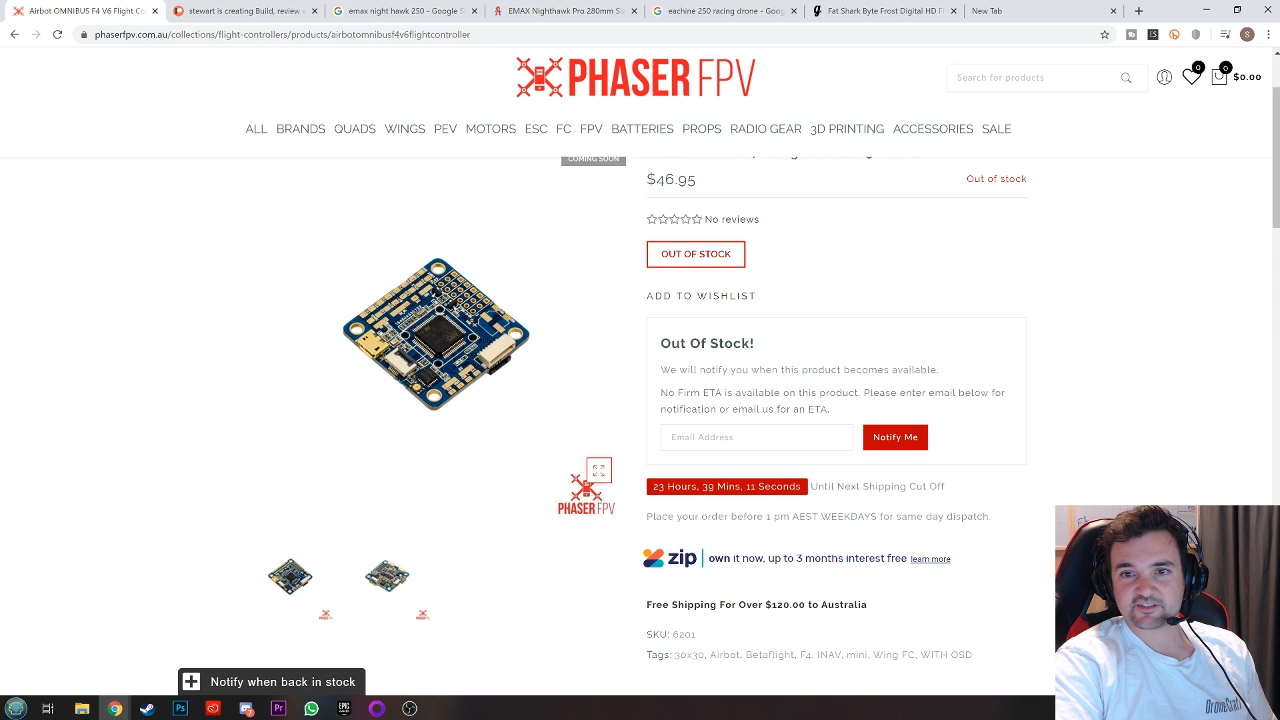 Airbot OMNIBUS F4 V6 Flight Co
stewart is creating Build, review a
emax night hawk 250 - Google S
EMAX Nighthawk Pro 280mm Siz
eachine 250 racing drone - Goog
Fat Shark Byte Frost Digital HD F
New Tab
phaserfpv.com.au/collections/flight-controllers/products/airbotomnibusf4v6flightcontroller
PHASER FPV
Search for products
0
0
$0.00
ALL BRANDS QUADS WINGS PEV MOTORS ESC FC FPV BATTERIES PROPS RADIO GEAR 3D PRINTING ACCESSORIES SALE
COMING SOON
$46.95
Out of stock
No reviews
OUT OF STOCK
ADD TO WISHLIST
Out Of Stock!
We will notify you when this product becomes available.
No Firm ETA is available on this product. Please enter email below for
notification or email us for an ETA.
Email Address
Notify Me
PHASER FPV
23 Hours, 39 Mins, 11 Seconds Until Next Shipping Cut Off
Place your order before 1 pm AEST WEEKDAYS for same day dispatch.
zip own it now, up to 3 months interest free learn more
Free Shipping For Over $120.00 to Australia
SKU: 6201
Tags: 30x30, Airbot, Betaflight, F4, INAV, mini, Wing FC, WITH OSD
Notify when back in stock